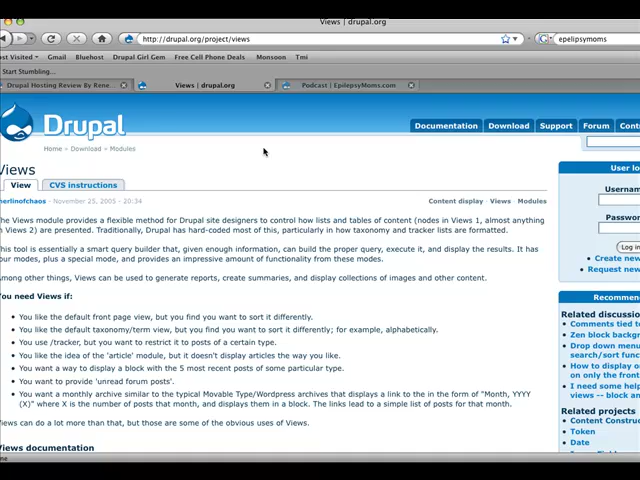 Views | drupal.org
http://drupal.org/project/views
epelipsymoms
st Visited Gmail Bluehost Drupal Girl Gem Free Cell Phone Deals Monsoon Tmi
Start Stumbling...
Drupal Hosting Review By Rene... Views | drupal.org Podcast | EpilepsyMoms.com
Drupal
Documentation Download Support Forum Cont
Home » Download » Modules
Views
View CVS instructions
merlinofchaos - November 25, 2005 - 20:34
Content display · Views · Modules
The Views module provides a flexible method for Drupal site designers to control how lists and tables of content (nodes in Views 1, almost anything
n Views 2) are presented. Traditionally, Drupal has hard-coded most of this, particularly in how taxonomy and tracker lists are formatted.
This tool is essentially a smart query builder that, given enough information, can build the proper query, execute it, and display the results. It has
our modes, plus a special mode, and provides an impressive amount of functionality from these modes.
Among other things, Views can be used to generate reports, create summaries, and display collections of images and other content.
You need Views if:
• You like the default front page view, but you find you want to sort it differently.
• You like the default taxonomy/term view, but you find you want to sort it differently; for example, alphabetically.
• You use /tracker, but you want to restrict it to posts of a certain type.
• You like the idea of the 'article' module, but it doesn't display articles the way you like.
• You want a way to display a block with the 5 most recent posts of some particular type.
• You want to provide 'unread forum posts'.
• You want a monthly archive similar to the typical Movable Type/Wordpress archives that displays a link to the in form of "Month, YYYY
(X)" where X is the number of posts that month, and displays them in a block. The links lead to a simple list of posts for that month.
Views can do a lot more than that, but those are some of the obvious uses of Views.
Views documentation
User lo
Username
Passwo
Log in
• Create new
• Request new
Recommen
Related discussio
• Comments tied to
• Zen block backg
• Drop down menu
search/sort func
• How to display o
on only the front
• I need some help
views -- block an
Related projects
• Content Constru
• Token
• Date
ne